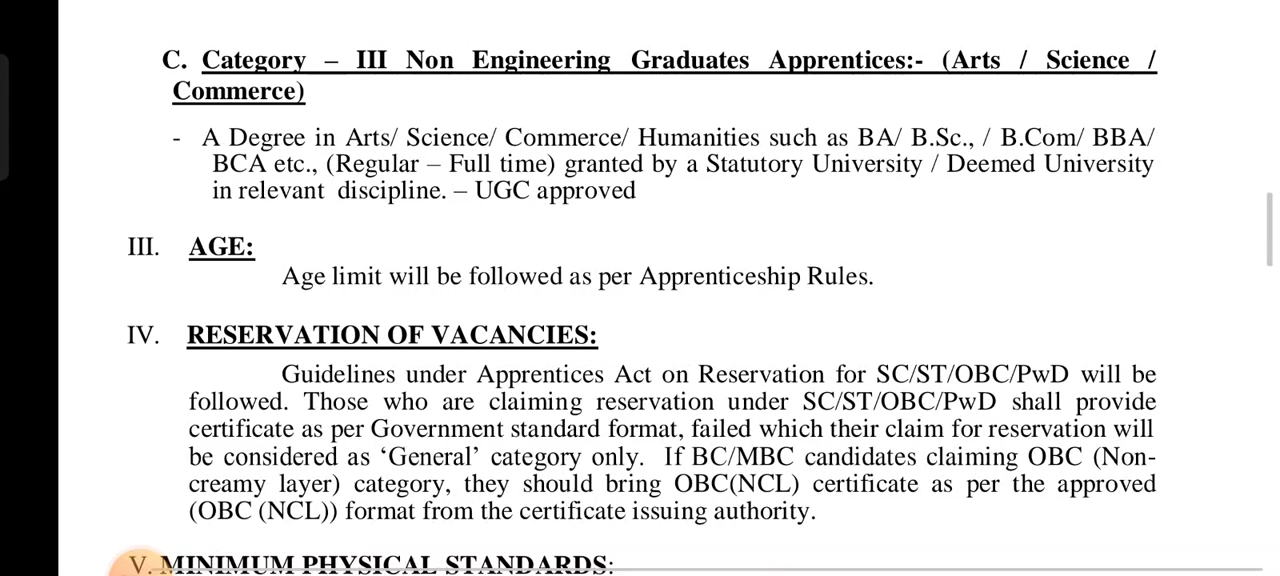 C. Category – III Non Engineering Graduates Apprentices:- (Arts / Science /
Commerce)
- A Degree in Arts/ Science/ Commerce/ Humanities such as BA/ B.Sc., / B.Com/ BBA/
BCA etc., (Regular – Full time) granted by a Statutory University / Deemed University
in relevant discipline. – UGC approved
III. AGE:
Age limit will be followed as per Apprenticeship Rules.
IV. RESERVATION OF VACANCIES:
Guidelines under Apprentices Act on Reservation for SC/ST/OBC/PwD will be
followed. Those who are claiming reservation under SC/ST/OBC/PwD shall provide
certificate as per Government standard format, failed which their claim for reservation will
be considered as ‘General’ category only. If BC/MBC candidates claiming OBC (Non-
creamy layer) category, they should bring OBC(NCL) certificate as per the approved
(OBC (NCL)) format from the certificate issuing authority.
V. MINIMUM PHYSICAL STANDARDS: